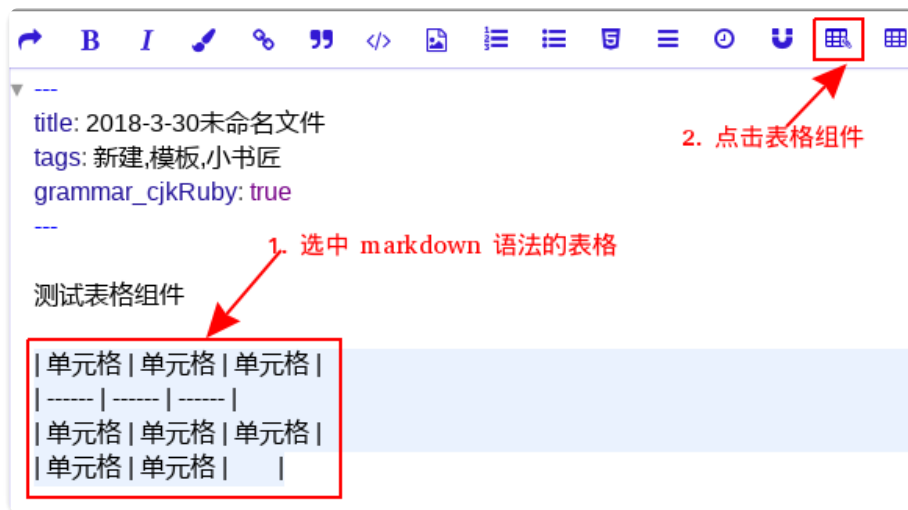 B I </>
---
title: 2018-3-30未命名文件
tags: 新建,模板,小书匠
grammar_cjkRuby: true
---
2. 点击表格组件
1. 选中 markdown 语法的表格
测试表格组件
| 单元格 | 单元格 | 单元格 |
| ------ | ------ | ------ |
| 单元格 | 单元格 | 单元格 |
| 单元格 | 单元格 |        |